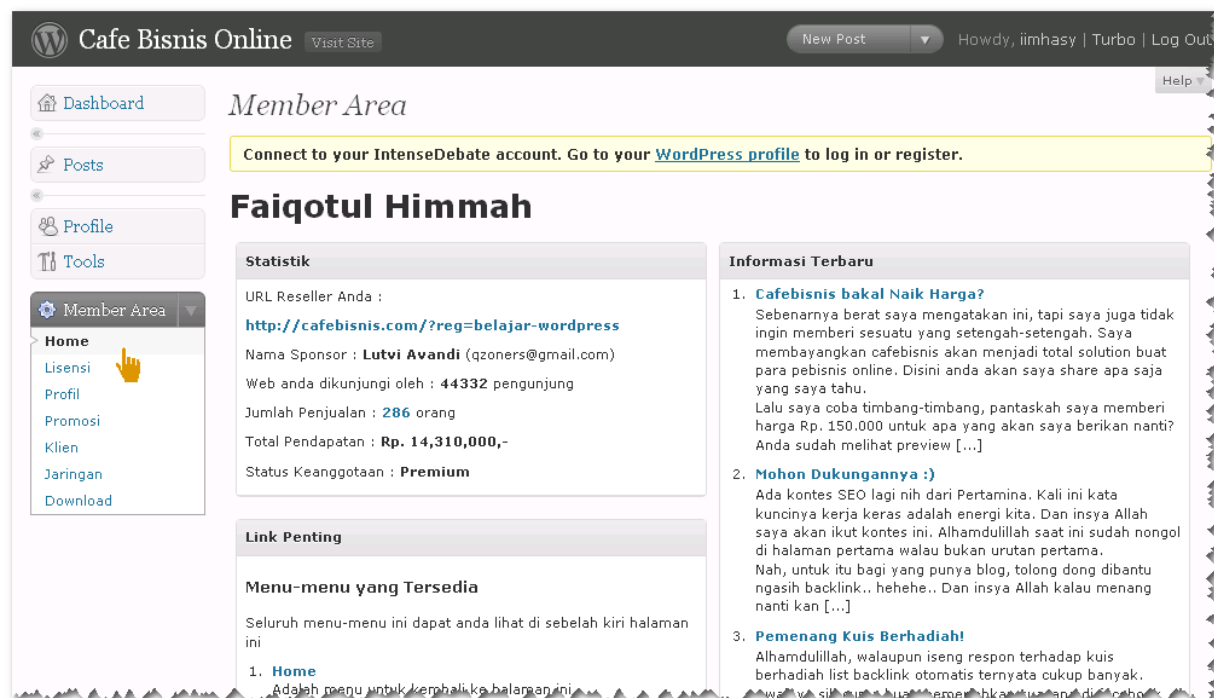 Cafe Bisnis Online Visit Site
New Post
Howdy, iimhasy | Turbo | Log Out
Help
Dashboard
Posts
Profile
Tools
Member Area
Home
Lisensi
Profil
Promosi
Klien
Jaringan
Download
Member Area
Connect to your IntenseDebate account. Go to your WordPress profile to log in or register.
Faiqotul Himmah
Statistik
URL Reseller Anda :
http://cafebisnis.com/?reg=belajar-wordpress
Nama Sponsor : Lutvi Avandi (qzoners@gmail.com)
Web anda dikunjungi oleh : 44332 pengunjung
Jumlah Penjualan : 286 orang
Total Pendapatan : Rp. 14,310,000,-
Status Keanggotaan : Premium
Link Penting
Menu-menu yang Tersedia
Seluruh menu-menu ini dapat anda lihat di sebelah kiri halaman
ini
1. Home
Adalah menu untuk kembali ke halaman ini
Informasi Terbaru
1. Cafebisnis bakal Naik Harga?
Sebenarnya berat saya mengatakan ini, tapi saya juga tidak
ingin memberi sesuatu yang setengah-setengah. Saya
membayangkan cafebisnis akan menjadi total solution buat
para pebisnis online. Disini anda akan saya share apa saja
yang saya tahu.
Lalu saya coba timbang-timbang, pantaskah saya memberi
harga Rp. 150.000 untuk apa yang akan saya berikan nanti?
Anda sudah melihat preview [...]
2. Mohon Dukungannya :)
Ada kontes SEO lagi nih dari Pertamina. Kali ini kata
kuncinya kerja keras adalah energi kita. Dan insya Allah
saya akan ikut kontes ini. Alhamdulillah saat ini sudah nongol
di halaman pertama walau bukan urutan pertama.
Nah, untuk itu bagi yang punya blog, tolong dong dibantu
ngasih backlink.. hehehe.. Dan insya Allah kalau menang
nanti kan [...]
3. Pemenang Kuis Berhadiah!
Alhamdulillah, walaupun iseng respon terhadap kuis
berhadiah list backlink otomatis ternyata cukup banyak.